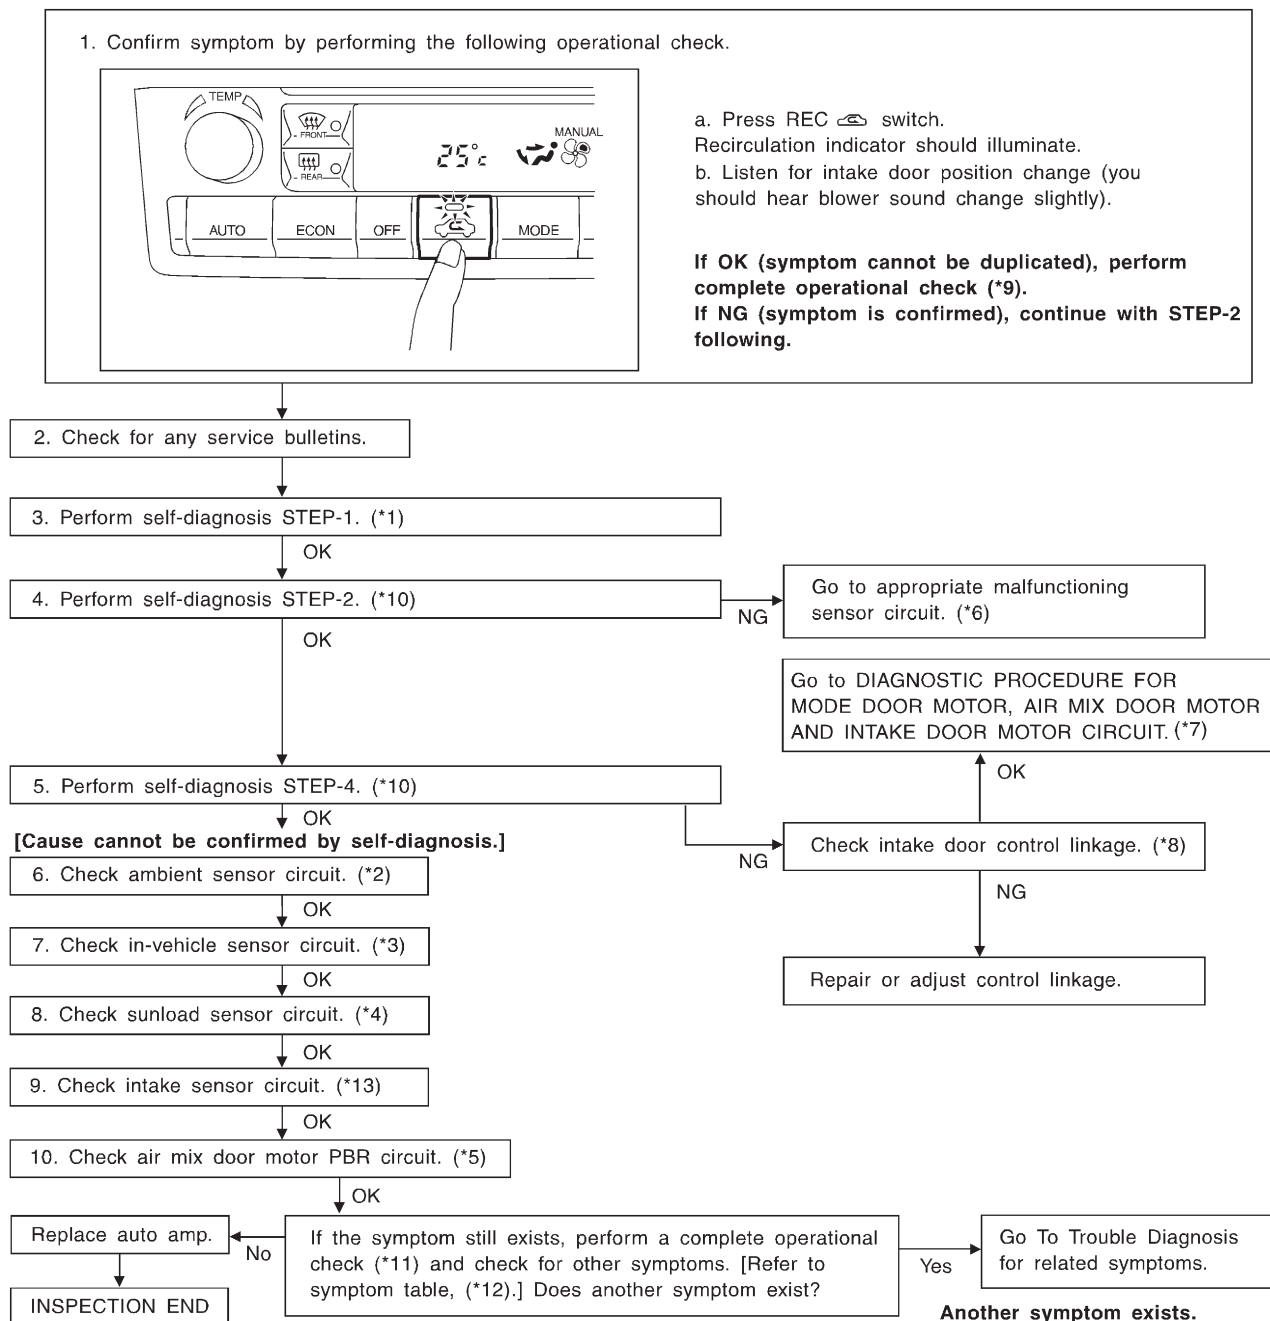 1. Confirm symptom by performing the following operational check.
TEMP
FRONT
REAR
25°c
MANUAL
AUTO
ECON
OFF
MODE
a. Press REC switch.
Recirculation indicator should illuminate.
b. Listen for intake door position change (you
should hear blower sound change slightly).
If OK (symptom cannot be duplicated), perform
complete operational check (*9).
If NG (symptom is confirmed), continue with STEP-2
following.
2. Check for any service bulletins.
3. Perform self-diagnosis STEP-1. (*1)
OK
4. Perform self-diagnosis STEP-2. (*10)
NG
Go to appropriate malfunctioning
sensor circuit. (*6)
OK
Go to DIAGNOSTIC PROCEDURE FOR
MODE DOOR MOTOR, AIR MIX DOOR MOTOR
AND INTAKE DOOR MOTOR CIRCUIT. (*7)
OK
5. Perform self-diagnosis STEP-4. (*10)
OK
[Cause cannot be confirmed by self-diagnosis.]
NG
Check intake door control linkage. (*8)
NG
Repair or adjust control linkage.
6. Check ambient sensor circuit. (*2)
OK
7. Check in-vehicle sensor circuit. (*3)
OK
8. Check sunload sensor circuit. (*4)
OK
9. Check intake sensor circuit. (*13)
OK
10. Check air mix door motor PBR circuit. (*5)
OK
If the symptom still exists, perform a complete operational
check (*11) and check for other symptoms. [Refer to
symptom table, (*12).] Does another symptom exist?
No
Replace auto amp.
INSPECTION END
Yes
Go To Trouble Diagnosis
for related symptoms.
Another symptom exists.